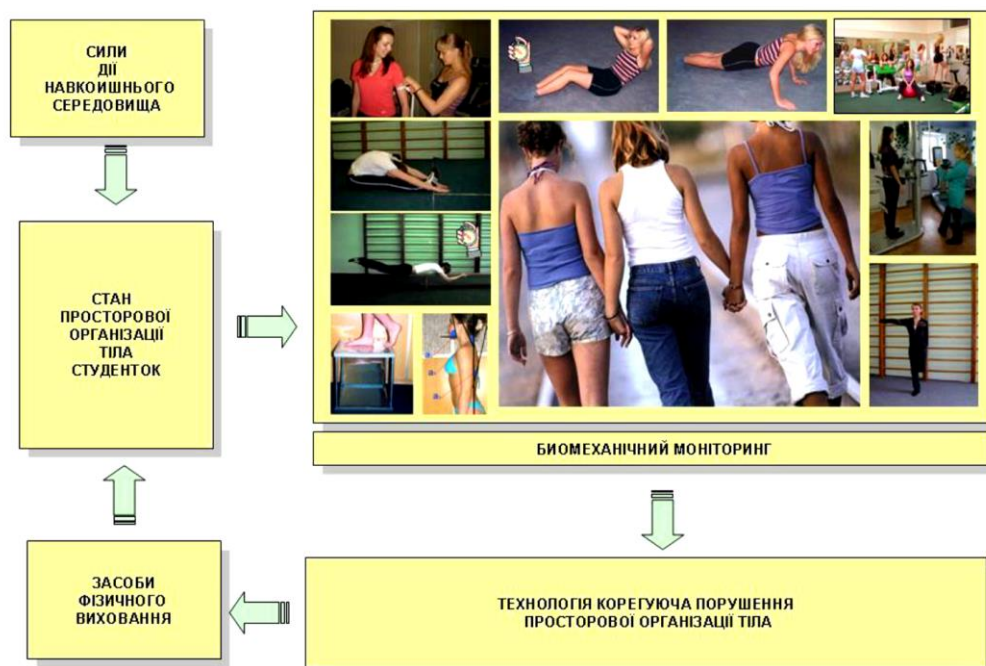 СИЛИ
ДІЇ
НАВКОИШНЬОГО
СЕРЕДОВИЩА
СТАН
ПРОСТОРОВОЇ
ОРГАНІЗАЦІЇ
ТІЛА
СТУДЕНТОК
БИОМЕХАНІЧНИЙ МОНІТОРИНГ
ЗАСОБИ
ФІЗИЧНОГО
ВИХОВАННЯ
ТЕХНОЛОГІЯ КОРЕГУЮЧА ПОРУШЕННЯ
ПРОСТОРОВОЇ ОРГАНІЗАЦІЇ ТІЛА